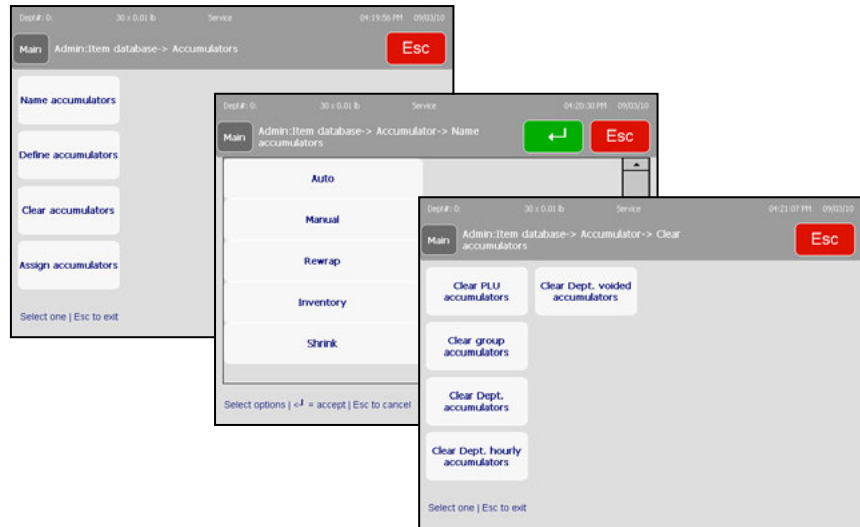 Dept#: 0: 30 x 0.01 lb Service 04:19:56 PM 09/03/10
Main Admin:Item database-> Accumulators Esc
Name accumulators
Define accumulators
Clear accumulators
Assign accumulators
Select one | Esc to exit
Dept#: 0: 30 x 0.01 lb Service 04:20:30 PM 09/03/10
Main Admin:Item database-> Accumulator-> Name
accumulators
Esc
Auto
Manual
Rewrap
Inventory
Shrink
Select options | ↵ = accept | Esc to cancel
Dept#: 0: 30 x 0.01 lb Service 04:21:07 PM 09/03/10
Main Admin:Item database-> Accumulator-> Clear
accumulators
Esc
Clear PLU
accumulators
Clear Dept. voided
accumulators
Clear group
accumulators
Clear Dept.
accumulators
Clear Dept. hourly
accumulators
Select one | Esc to exit